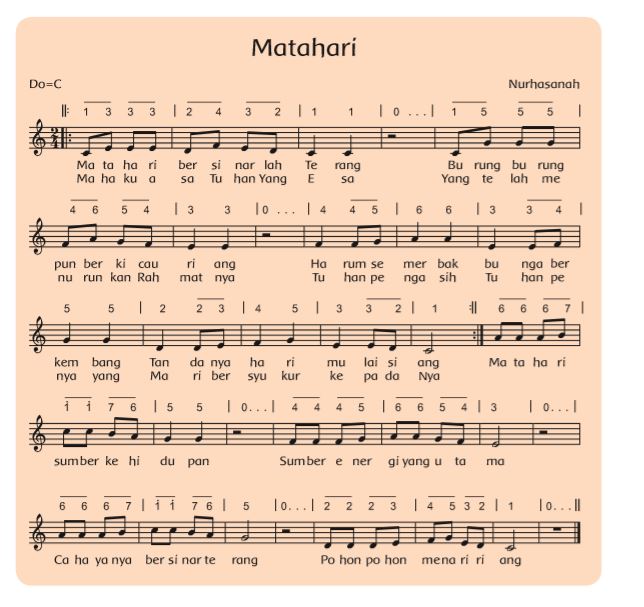 Matahari
Do=C Nurhasanah
‖: 1 3 3 3 | 2 4 3 2 | 1 1 | 0 ... | 1 5 5 5 |
2/4
Ma ta ha ri ber si nar lah Te rang Bu rung bu rung
Ma ha ku a sa Tu han Yang E sa Yang te lah me
4 6 5 4 | 3 3 | 0 ... | 4 4 5 | 6 6 | 3 3 4 |
pun ber ki cau ri ang Ha rum se mer bak bu nga ber
nu run kan Rah mat nya Tu han pe nga sih Tu han pe
5 5 | 2 2 3 | 4 5 | 3 3 2 | 1 :‖ 6 6 6 7 |
kem bang Tan da nya ha ri mu lai si ang Ma ta ha ri
nya yang Ma ri ber syu kur ke pa da Nya
1̇ 1̇ 7 6 | 5 5 | 0... | 4 4 4 5 | 6 6 5 4 | 3 | 0... |
sumber ke hi du pan Sumber e ner gi yang u ta ma
6 6 6 7 | 1̇ 1̇ 7 6 | 5 | 0... | 2 2 2 3 | 4 5 3 2 | 1 | 0...‖
Ca ha ya nya ber si nar te rang Po hon po hon me na ri ri ang